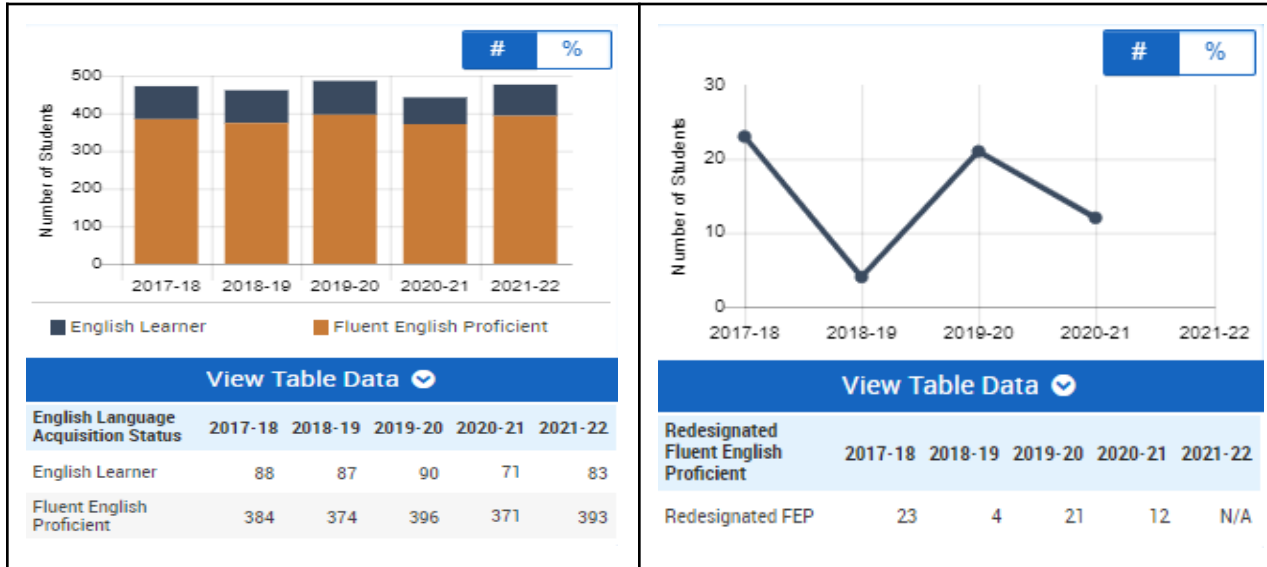 # %
500
400
300
200
100
0
Number of Students
2017-18 2018-19 2019-20 2020-21 2021-22
English Learner Fluent English Proficient
View Table Data
English Language
Acquisition Status 2017-18 2018-19 2019-20 2020-21 2021-22
English Learner 88 87 90 71 83
Fluent English
Proficient 384 374 396 371 393
# %
30
20
10
0
Number of Students
2017-18 2018-19 2019-20 2020-21 2021-22
View Table Data
Redesignated
Fluent English
Proficient 2017-18 2018-19 2019-20 2020-21 2021-22
Redesignated FEP 23 4 21 12 N/A